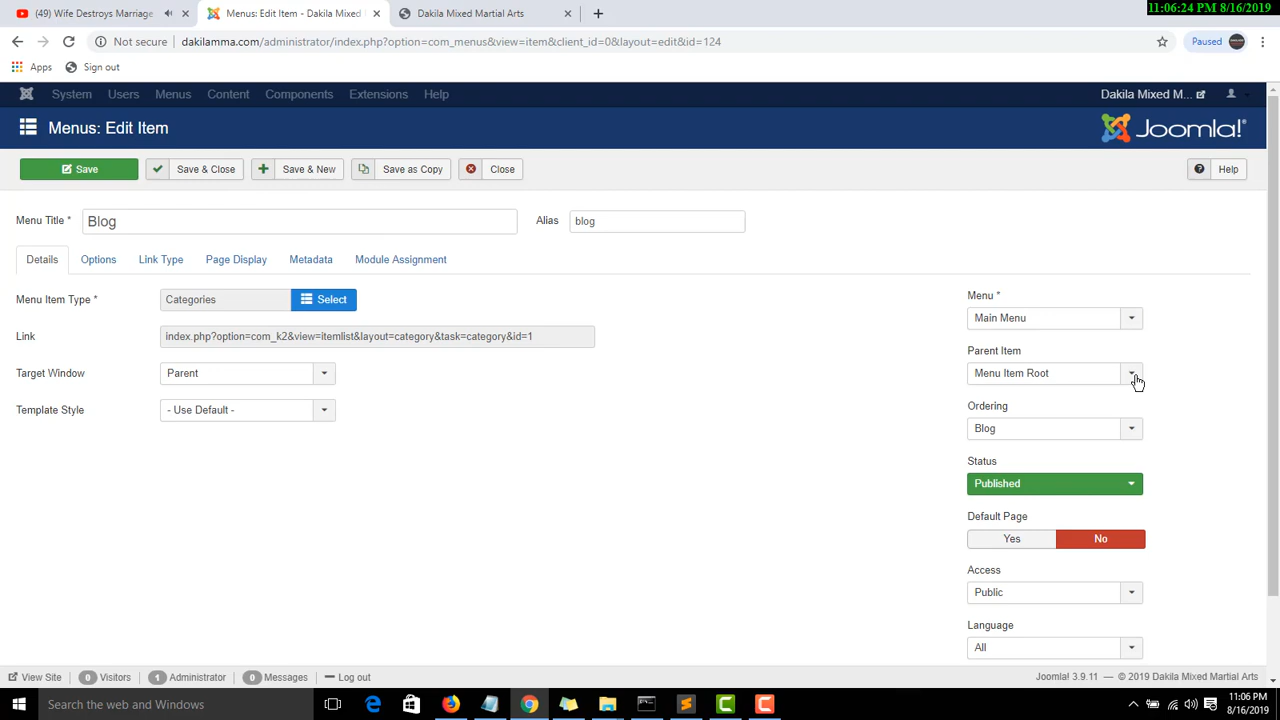 11:06:24 PM 8/16/2019
(49) Wife Destroys Marriage
Menus: Edit Item - Dakila Mixed
Dakila Mixed Martial Arts
Not secure
dakilamma.com/administrator/index.php?option=com_menus&view=item&client_id=0&layout=edit&id=124
Paused
Apps
Sign out
System Users Menus Content Components Extensions Help
Dakila Mixed M...
Menus: Edit Item
Joomla!
Save
Save & Close
Save & New
Save as Copy
Close
Help
Menu Title *
Blog
Alias
blog
Details Options Link Type Page Display Metadata Module Assignment
Menu Item Type *
Categories
Select
Link
index.php?option=com_k2&view=itemlist&layout=category&task=category&id=1
Target Window
Parent
Template Style
- Use Default -
Menu *
Main Menu
Parent Item
Menu Item Root
Ordering
Blog
Status
Published
Default Page
Yes
No
Access
Public
Language
All
View Site
0 Visitors
1 Administrator
0 Messages
Log out
Joomla! 3.9.11 — © 2019 Dakila Mixed Martial Arts
Search the web and Windows
11:06 PM
8/16/2019